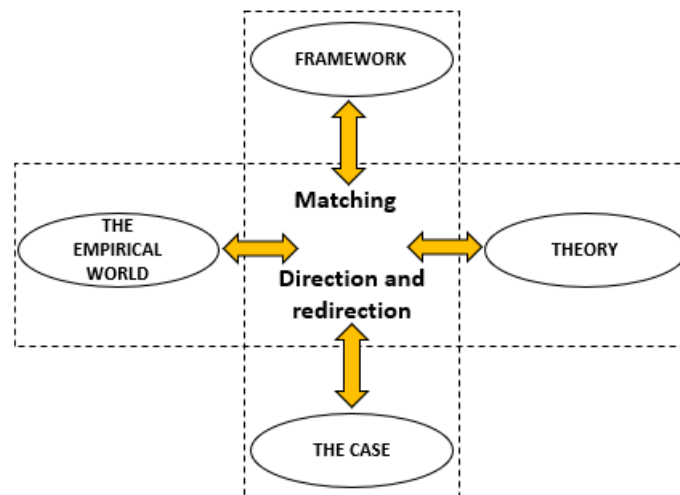 FRAMEWORK
Matching
THE
EMPIRICAL
WORLD
THEORY
Direction and
redirection
THE CASE